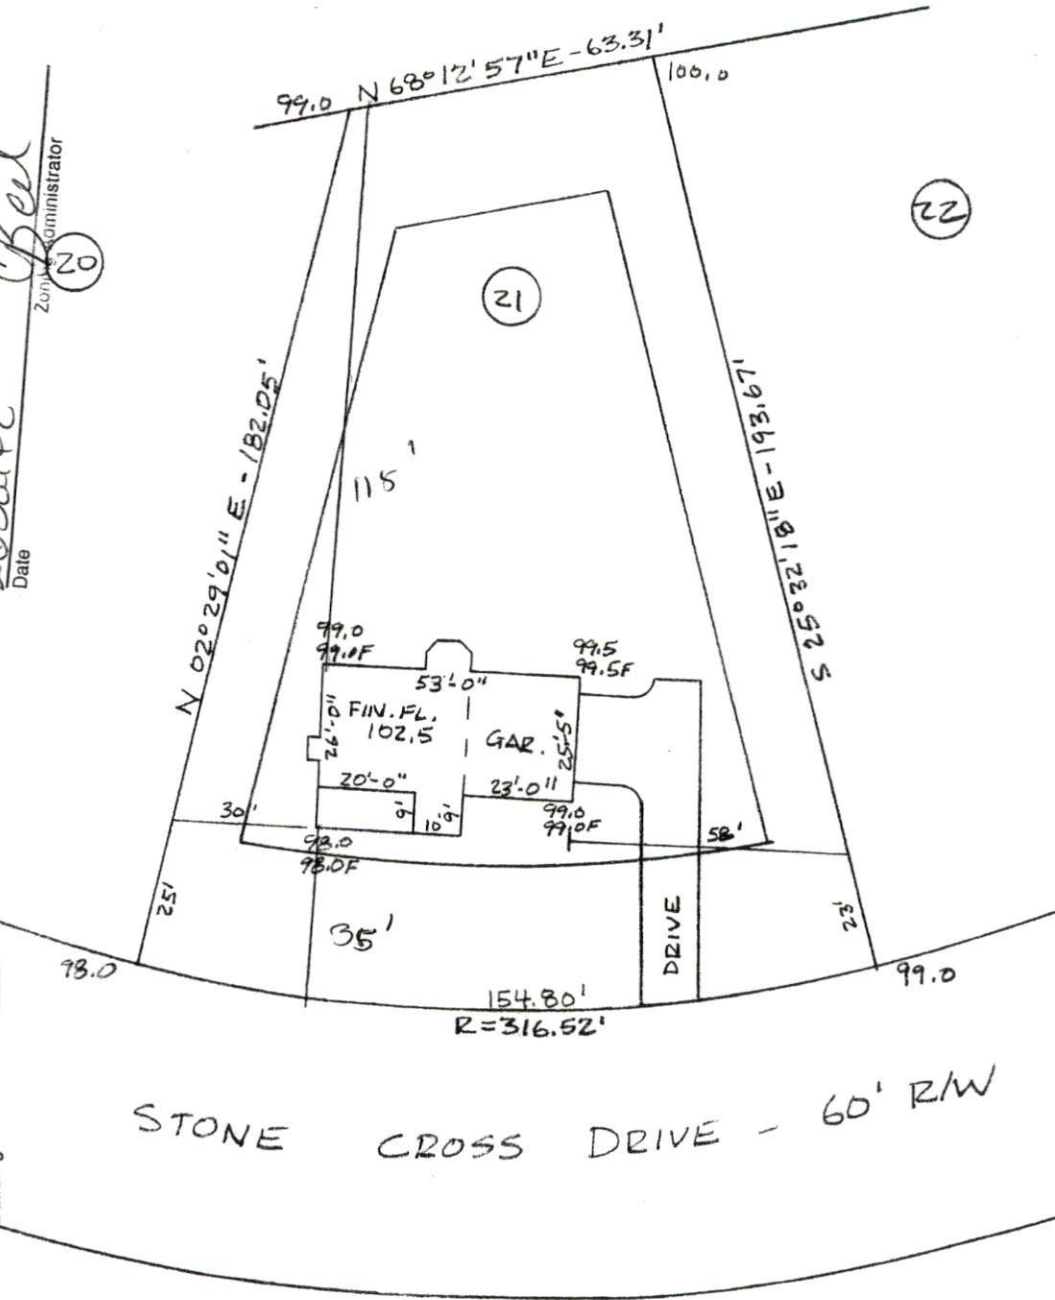 N 68°12'57"E - 63.31'
99.0
100.0
Zoning Administrator
20
22
21
N 02°29'01" E - 182.05'
S 25°32'18" E - 193.67'
115'
Date
99.0
99.0F
99.5
99.5F
53'-0"
26'-0"
FIN. FL.
102.5
GAR.
25'-5"
20'-0"
23'-0"
9'
10'
9'
30'
99.0
99.0F
58'
98.0
98.0F
25'
35'
DRIVE
23'
98.0
99.0
154.80'
R=316.52'
STONE CROSS DRIVE - 60' R/W